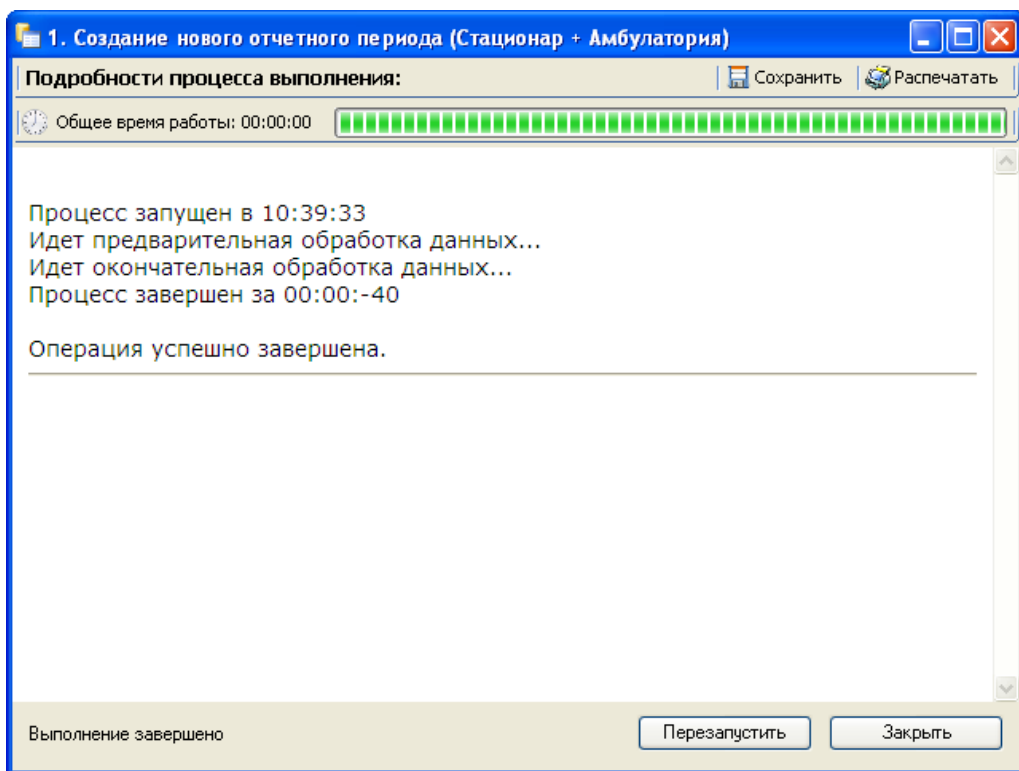 1. Создание нового отчетного периода (Стационар + Амбулатория)
Подробности процесса выполнения: Сохранить Распечатать
Общее время работы: 00:00:00
Процесс запущен в 10:39:33
Идет предварительная обработка данных...
Идет окончательная обработка данных...
Процесс завершен за 00:00:-40
Операция успешно завершена.
Выполнение завершено Перезапустить Закрыть